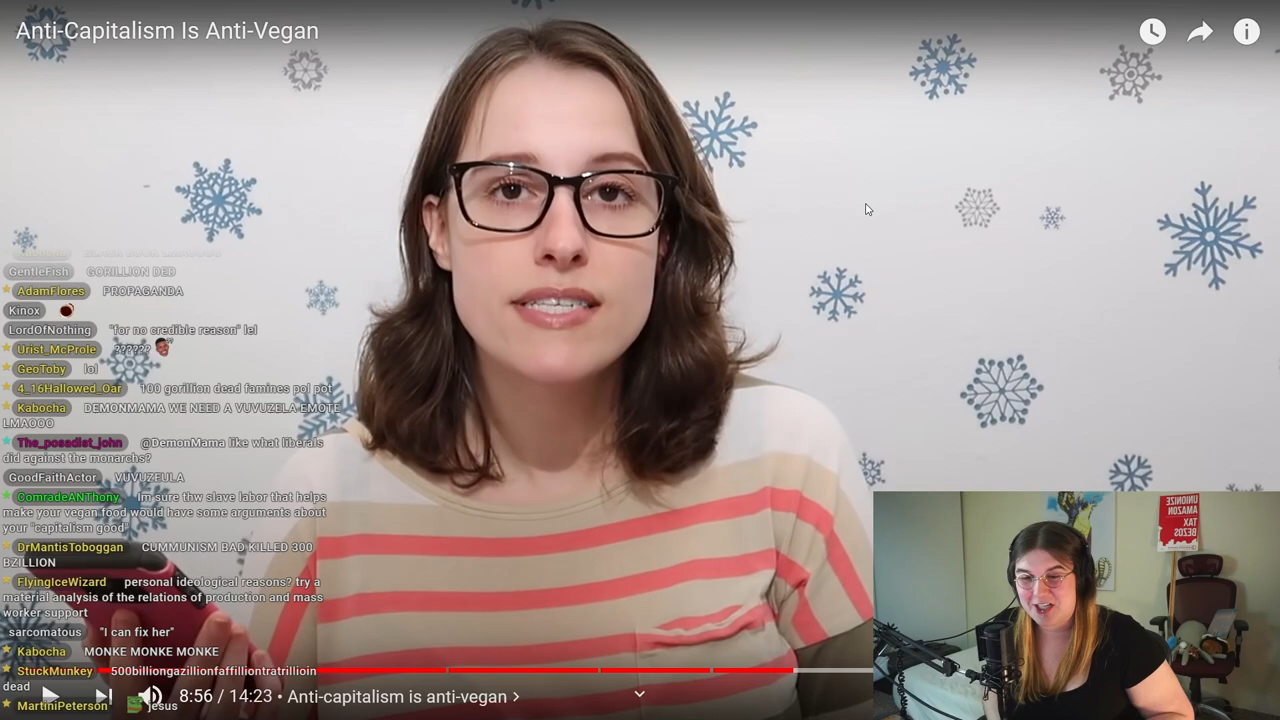 Anti-Capitalism Is Anti-Vegan
GentleFish GORILLION DED
AdamFlores PROPAGANDA
Kinox
LordOfNothing "for no credible reason" lel
Urist_McProle ??????
GeoToby lol
4_16Hallowed_Oar 100 gorillion dead famines pol pot
Kabocha DEMONMAMA WE NEED A VUVUZELA EMOTE
LMAOOO
The_posadist_john @DemonMama like what liberals
did against the monarchs?
GoodFaithActor VUVUZEULA
ComradeANThony Im sure thw slave labor that helps
make your vegan food would have some arguments about
your "capitalism good"
DrMantisToboggan CUMMUNISM BAD KILLED 300
BZILLION
FlyingIceWizard personal ideological reasons? try a
material analysis of the relations of production and mass
worker support
sarcomatous "I can fix her"
Kabocha MONKE MONKE MONKE
StuckMunkey 500billiongazillionfaffilliontratrillioin
dead
MartiniPeterson jesus
8:56 / 14:23 • Anti-capitalism is anti-vegan
UNIONIZE
AMAZON
TAX
BEZOS